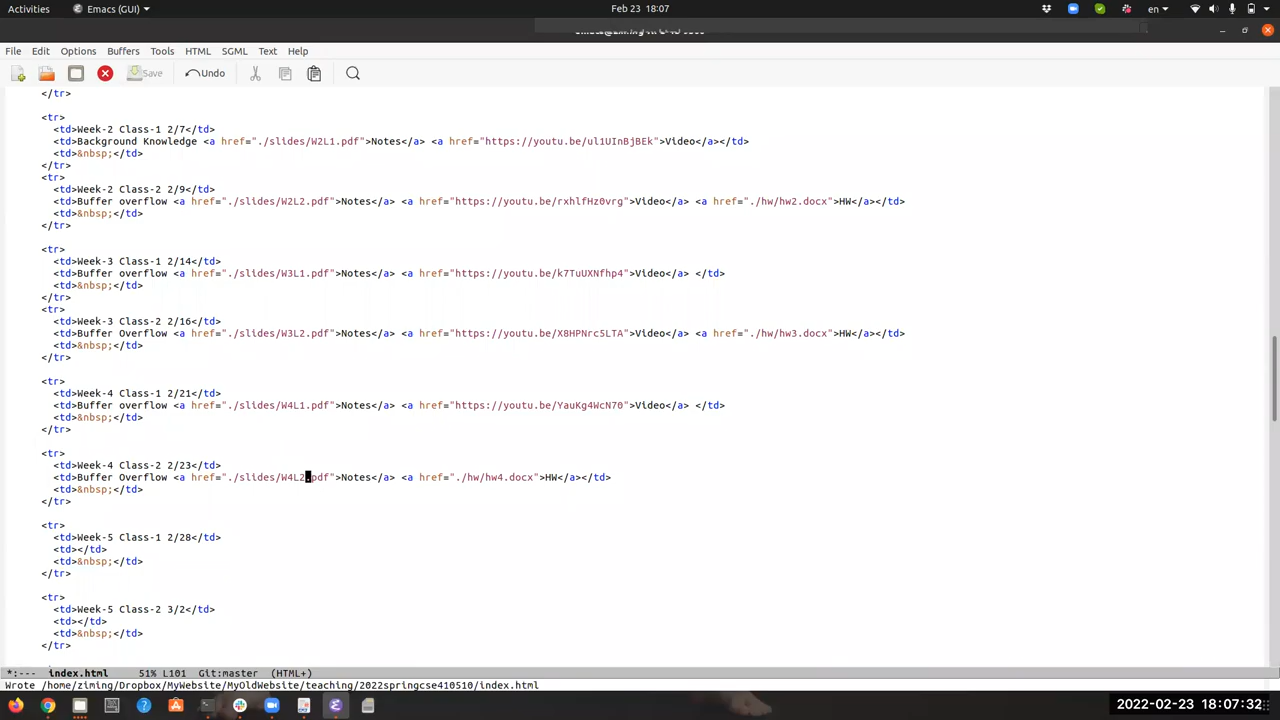 Activities Emacs (GUI) Feb 23 18:07 en
File Edit Options Buffers Tools HTML SGML Text Help
Save Undo
</tr>
<tr>
<td>Week-2 Class-1 2/7</td>
<td>Background Knowledge <a href="./slides/W2L1.pdf">Notes</a> <a href="https://youtu.be/ul1UInBjBEk">Video</a></td>
<td>&nbsp;</td>
</tr>
<tr>
<td>Week-2 Class-2 2/9</td>
<td>Buffer overflow <a href="./slides/W2L2.pdf">Notes</a> <a href="https://youtu.be/rxhlfHz0vrg">Video</a> <a href="./hw/hw2.docx">HW</a></td>
<td>&nbsp;</td>
</tr>
<tr>
<td>Week-3 Class-1 2/14</td>
<td>Buffer overflow <a href="./slides/W3L1.pdf">Notes</a> <a href="https://youtu.be/k7TuUXNfhp4">Video</a> </td>
<td>&nbsp;</td>
</tr>
<tr>
<td>Week-3 Class-2 2/16</td>
<td>Buffer Overflow <a href="./slides/W3L2.pdf">Notes</a> <a href="https://youtu.be/X8HPNrc5LTA">Video</a> <a href="./hw/hw3.docx">HW</a></td>
<td>&nbsp;</td>
</tr>
<tr>
<td>Week-4 Class-1 2/21</td>
<td>Buffer overflow <a href="./slides/W4L1.pdf">Notes</a> <a href="https://youtu.be/YauKg4WcN70">Video</a> </td>
<td>&nbsp;</td>
</tr>
<tr>
<td>Week-4 Class-2 2/23</td>
<td>Buffer Overflow <a href="./slides/W4L2.pdf">Notes</a> <a href="./hw/hw4.docx">HW</a></td>
<td>&nbsp;</td>
</tr>
<tr>
<td>Week-5 Class-1 2/28</td>
<td></td>
<td>&nbsp;</td>
</tr>
<tr>
<td>Week-5 Class-2 3/2</td>
<td></td>
<td>&nbsp;</td>
</tr>
*:--- index.html 51% L101 Git:master (HTML+)
Wrote /home/ziming/Dropbox/MyWebsite/MyOldWebsite/teaching/2022springcse410510/index.html
2022-02-23 18:07:32